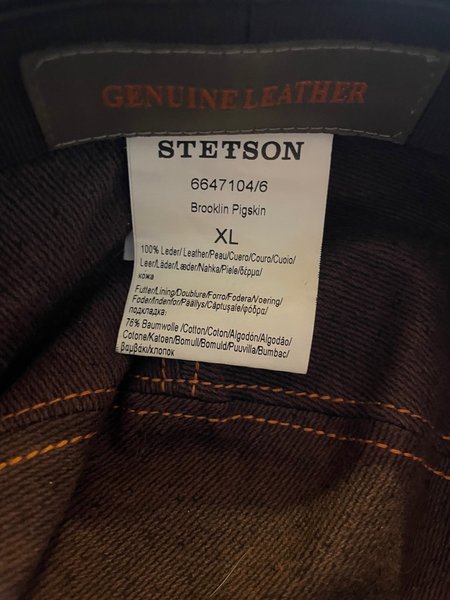 GENUINE LEATHER
STETSON
6647104/6
Brooklin Pigskin
XL
100% Leder/ Leather/Peau/Cuero/Couro/Cuoio/
Leer/Läder/Læder/Nahka/Piele/δέρμα/
кожа
Futter/Lining/Doublure/Forro/Fodera/Voering/
Foder/Indenfor/Päällys/Căptușale/φόδρα/
подкладка:
76% Baumwolle /Cotton/Coton/Algodón/Algodão/
Cotone/Katoen/Bomull/Bomuld/Puuvilla/Bumbac/
βαμβάκι/хлопок